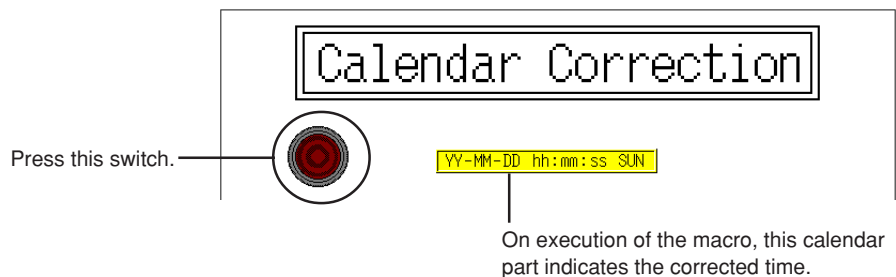 Calendar Correction
Press this switch.
YY-MM-DD hh:mm:ss SUN
On execution of the macro, this calendar
part indicates the corrected time.